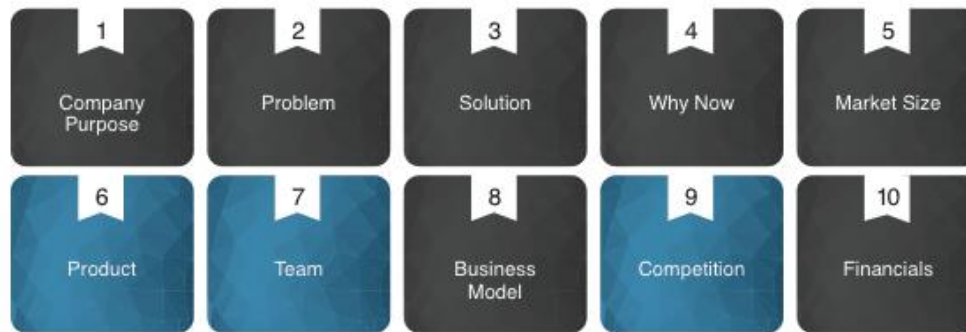 1
Company
Purpose
2
Problem
3
Solution
4
Why Now
5
Market Size
6
Product
7
Team
8
Business
Model
9
Competition
10
Financials